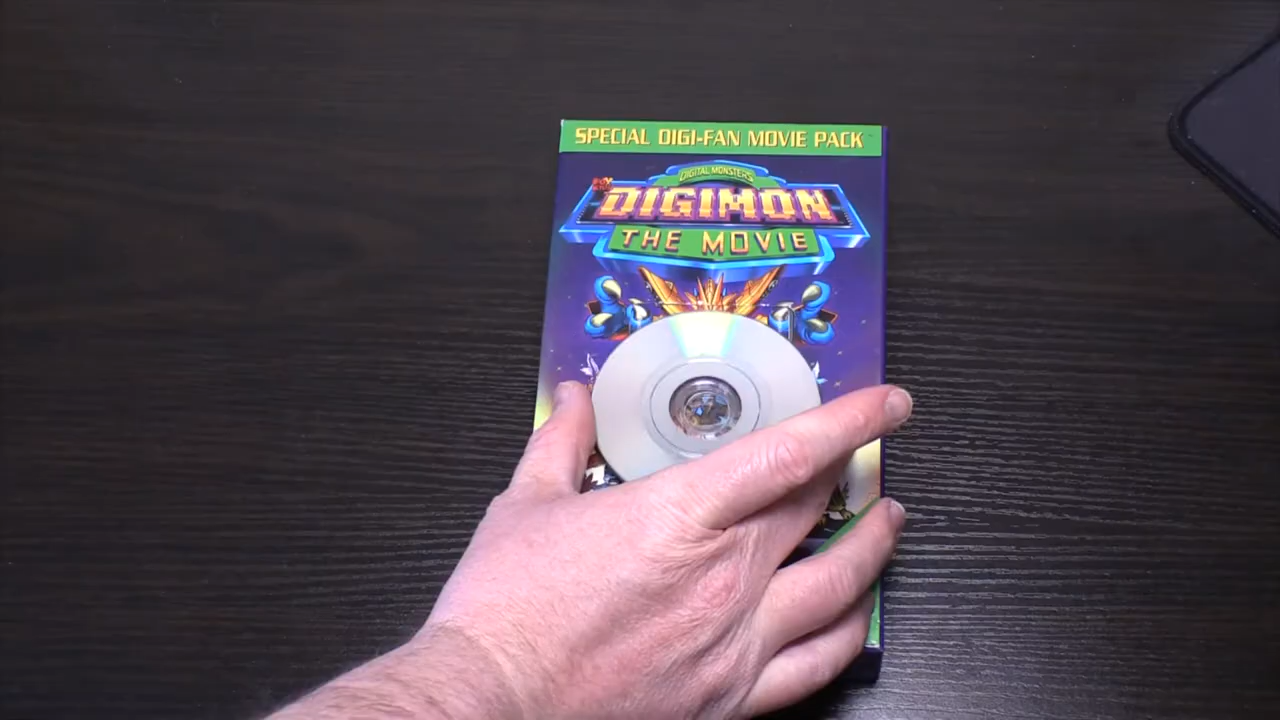 SPECIAL DIGI-FAN MOVIE PACK
DIGITAL MONSTERS
DIGIMON
THE MOVIE